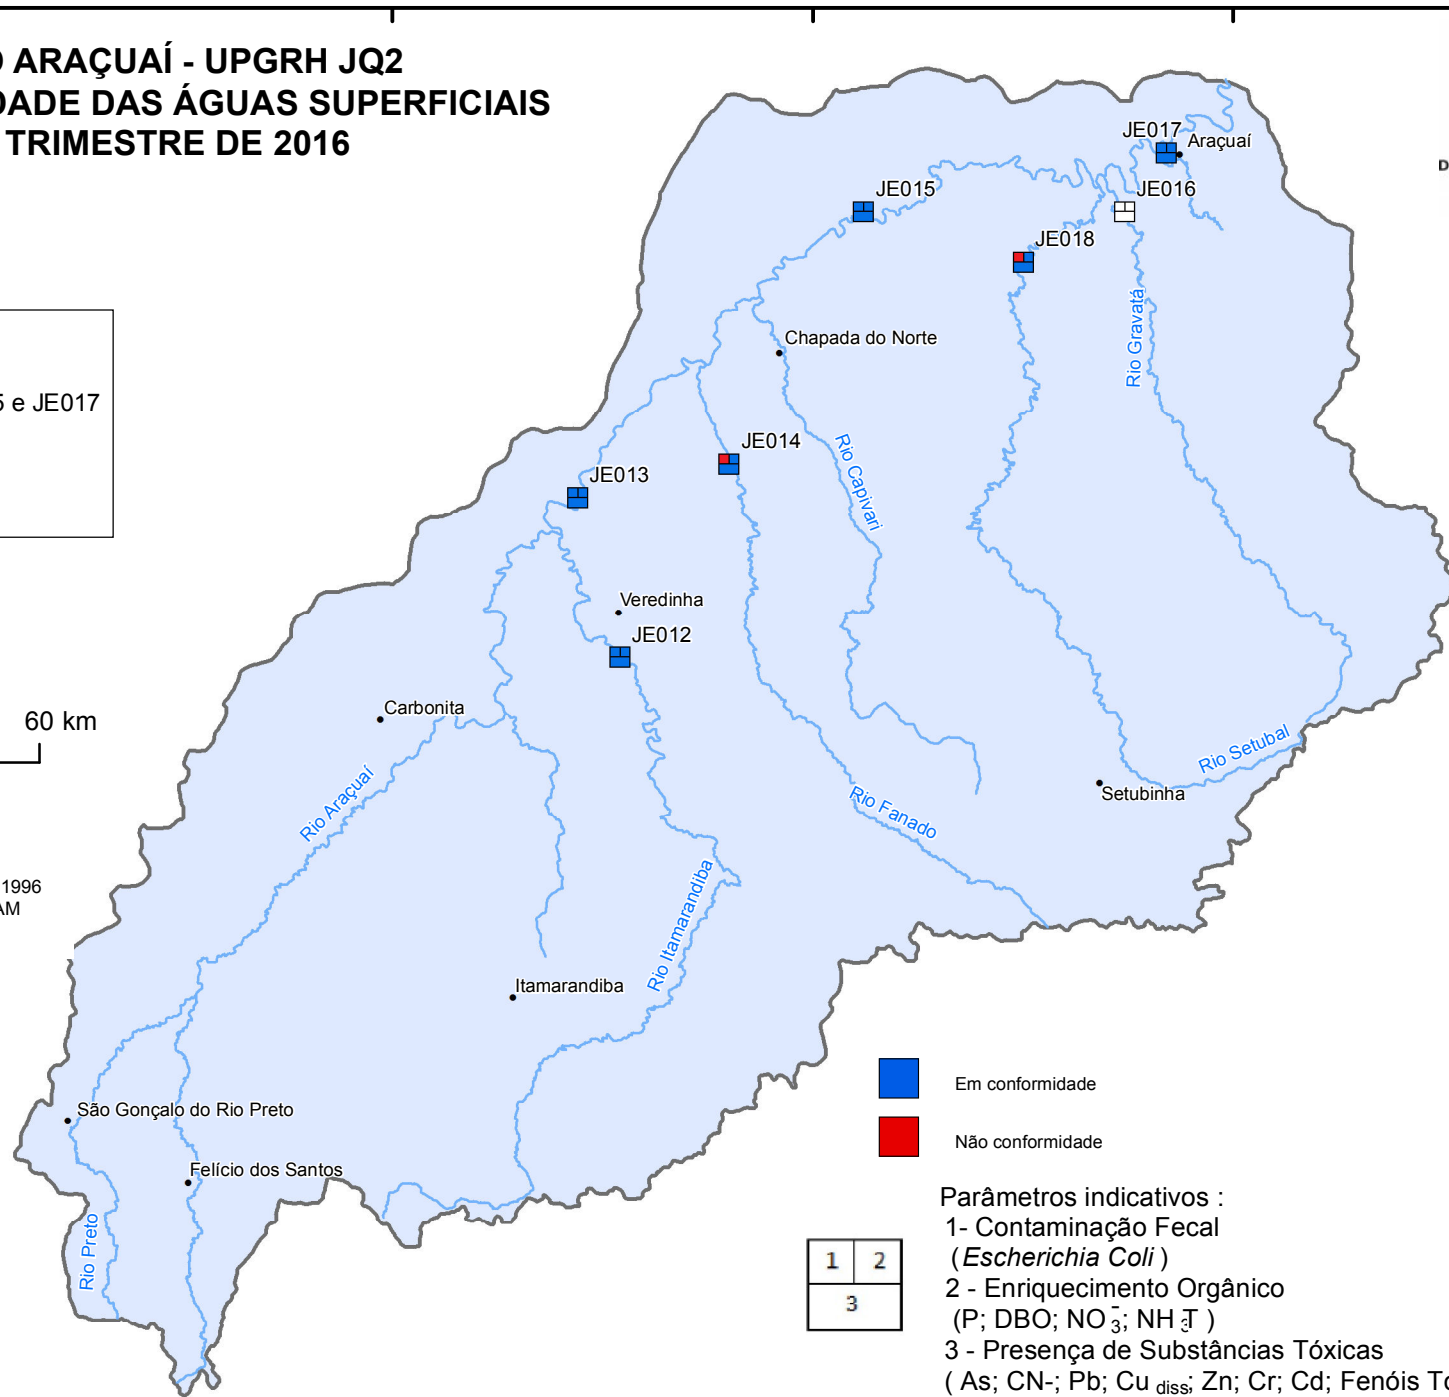 ARAÇUAÍ - UPGRH JQ2
DADE DAS ÁGUAS SUPERFICIAIS
TRIMESTRE DE 2016
JE017
Araçuaí
D
JE015
JE016
JE018
Rio Gravatá
Chapada do Norte
e JE017
JE014
Rio Capivari
JE013
Veredinha
JE012
Carbonita
60 km
Rio Setubal
Setubinha
Rio Araçuaí
Rio Fanado
1996
AM
Rio Itamarandiba
Itamarandiba
Em conformidade
São Gonçalo do Rio Preto
Não conformidade
Felício dos Santos
Rio Preto
Parâmetros indicativos :
1- Contaminação Fecal
(Escherichia Coli )
1 2
3
2 - Enriquecimento Orgânico
(P; DBO; NO3-; NH3T )
3 - Presença de Substâncias Tóxicas
( As; CN-; Pb; Cu diss; Zn; Cr; Cd; Fenóis To